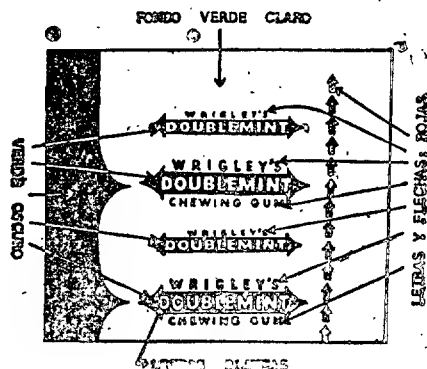 FONDO VERDE CLARO
WRIGLEY'S
DOUBLEMINT
WRIGLEY'S
DOUBLEMINT
CHEWING GUM
WRIGLEY'S
DOUBLEMINT
WRIGLEY'S
DOUBLEMINT
CHEWING GUM
VERDE OSCURO
LETRAS Y FLECHAS: ROJAS